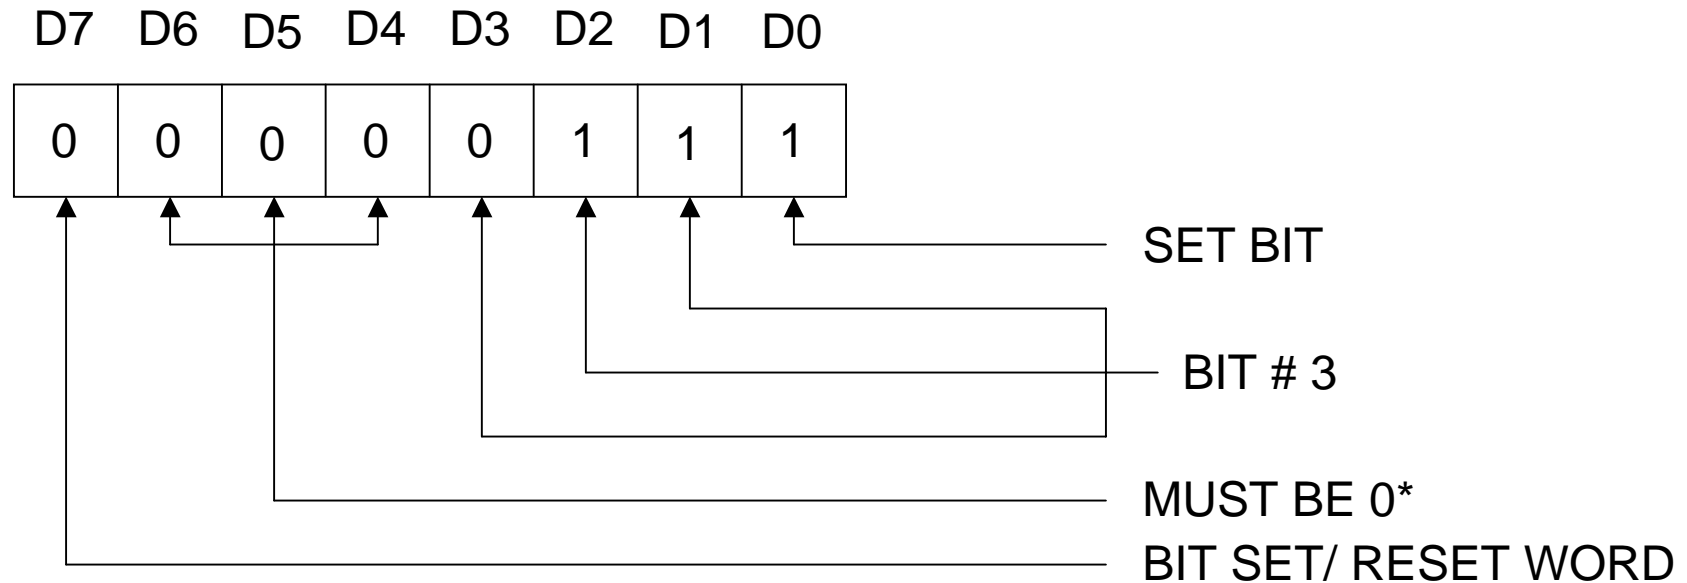 D7 D6 D5 D4 D3 D2 D1 D0
0 0 0 0 0 1 1 1
SET BIT
BIT # 3
MUST BE 0*
BIT SET/ RESET WORD